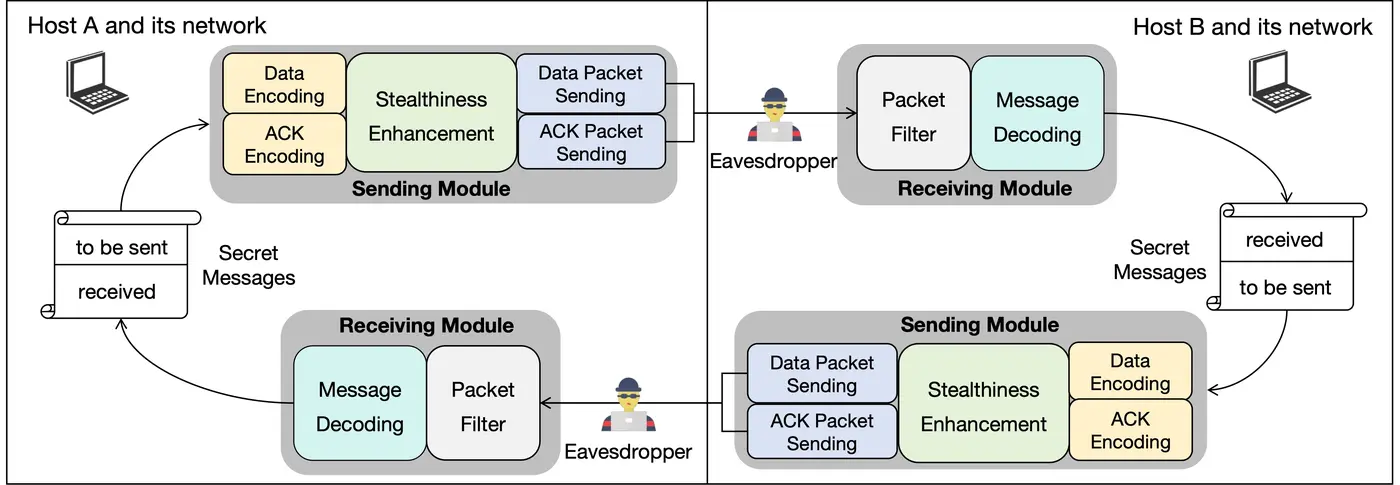 Host A and its network
Host B and its network
Data
Encoding
ACK
Encoding
Stealthiness
Enhancement
Data Packet
Sending
ACK Packet
Sending
Sending Module
Eavesdropper
Packet
Filter
Message
Decoding
Receiving Module
to be sent
received
Secret
Messages
Secret
Messages
received
to be sent
Receiving Module
Message
Decoding
Packet
Filter
Eavesdropper
Sending Module
Data Packet
Sending
ACK Packet
Sending
Stealthiness
Enhancement
Data
Encoding
ACK
Encoding